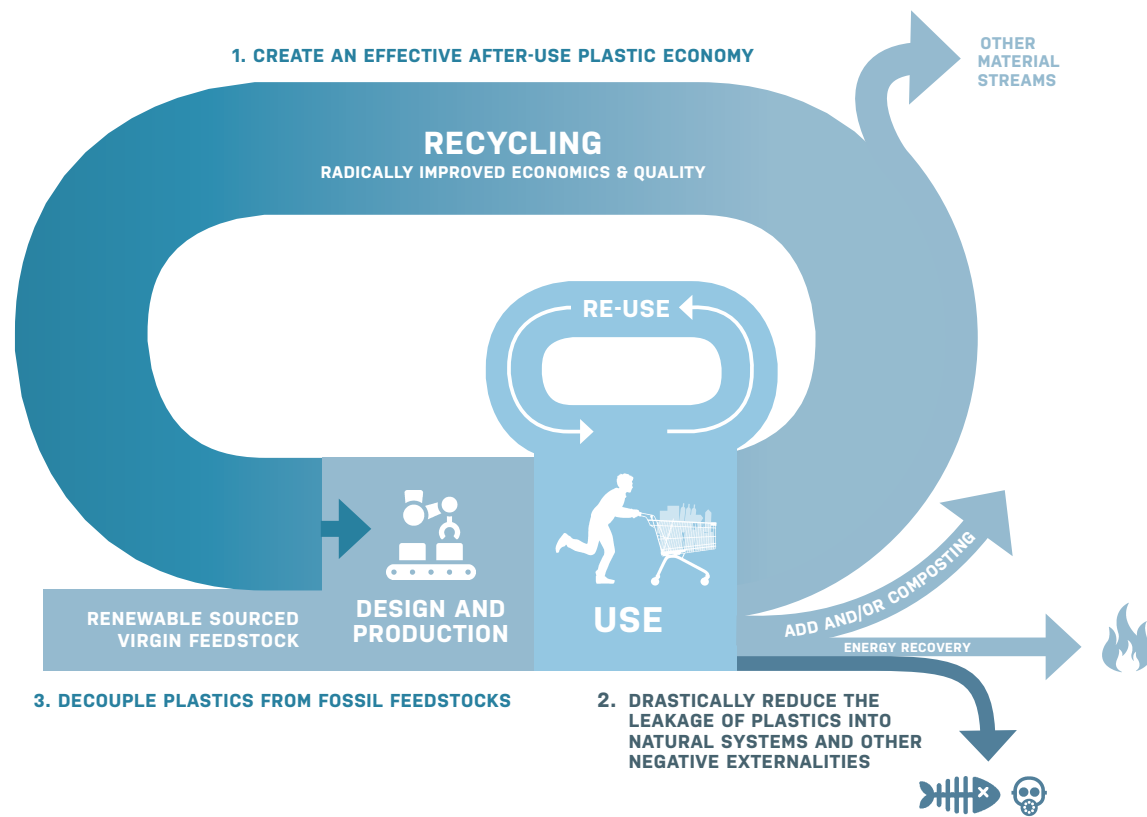 1. CREATE AN EFFECTIVE AFTER-USE PLASTIC ECONOMY
OTHER
MATERIAL
STREAMS
RECYCLING
RADICALLY IMPROVED ECONOMICS & QUALITY
RE-USE
ADD AND/OR COMPOSTING
RENEWABLE SOURCED
VIRGIN FEEDSTOCK
DESIGN AND
PRODUCTION
USE
ENERGY RECOVERY
3. DECOUPLE PLASTICS FROM FOSSIL FEEDSTOCKS
2. DRASTICALLY REDUCE THE
LEAKAGE OF PLASTICS INTO
NATURAL SYSTEMS AND OTHER
NEGATIVE EXTERNALITIES